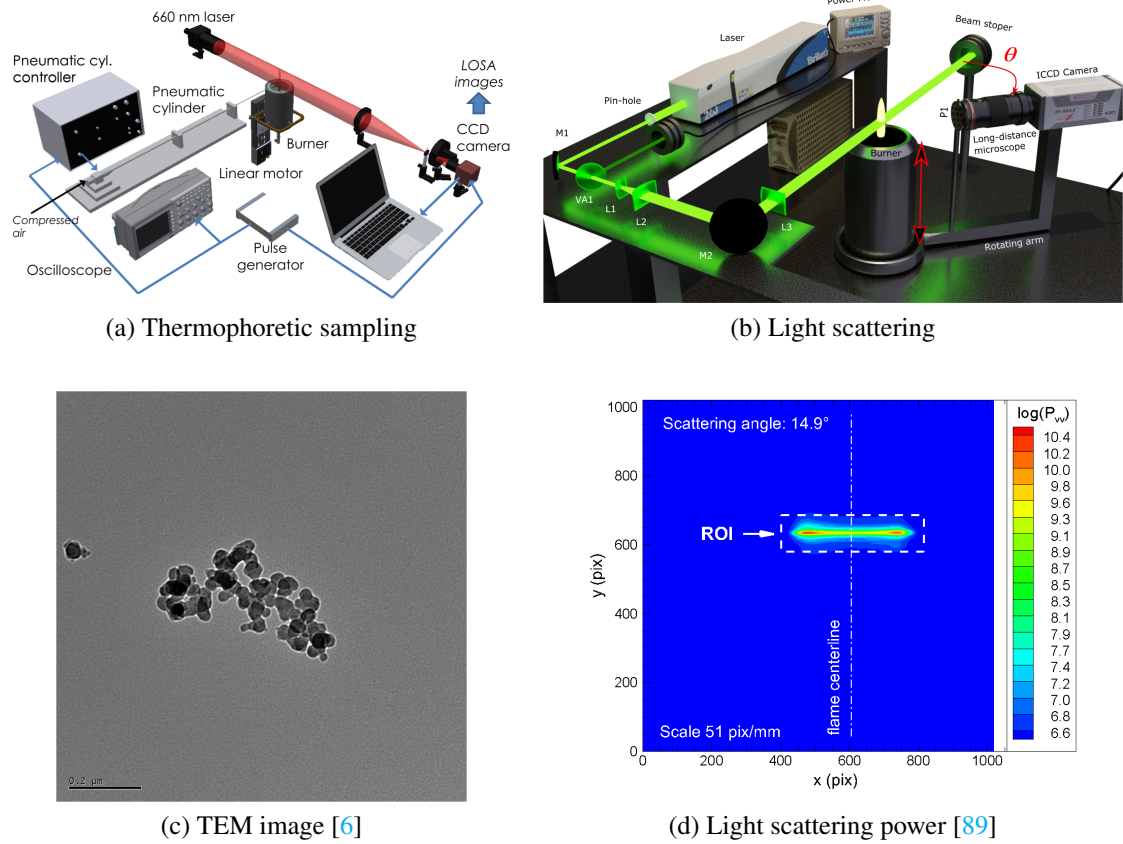 660 nm laser
LOSA
images
Pneumatic cyl.
controller
Pneumatic
cylinder
CCD
camera
Burner
Linear motor
Compressed
air
Pulse
generator
Oscilloscope
(a) Thermophoretic sampling
Laser
Beam stoper
θ
ICCD Camera
Pin-hole
P1
M1
Long-distance
microscope
Burner
VA1
L1
L2
L3
M2
Rotating arm
(b) Light scattering
0.2 μm
(c) TEM image [6]
Scattering angle: 14.9°
ROI
flame centerline
Scale 51 pix/mm
y (pix)
1000
800
600
400
200
0
0 200 400 600 800 1000
x (pix)
log(Pvv)
10.4
10.2
10.0
9.8
9.6
9.3
9.1
8.9
8.7
8.5
8.3
8.1
7.9
7.7
7.4
7.2
7.0
6.8
6.6
(d) Light scattering power [89]